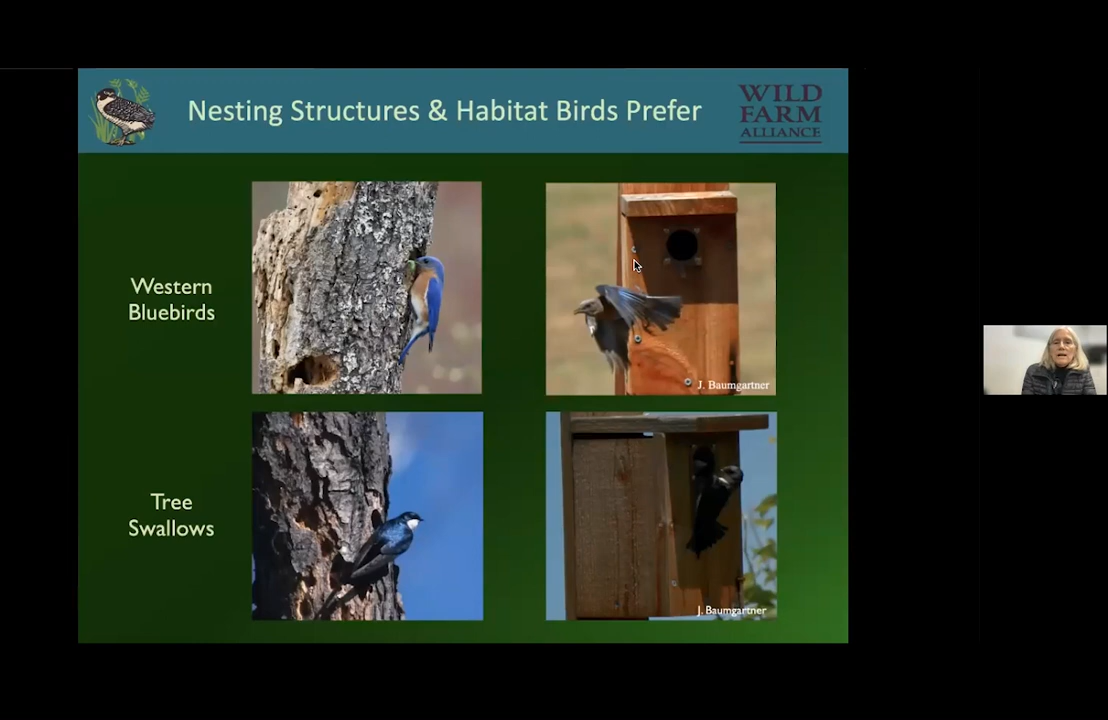 Nesting Structures & Habitat Birds Prefer
WILD
FARM
ALLIANCE
Western
Bluebirds
J. Baumgartner
Tree
Swallows
J. Baumgartner